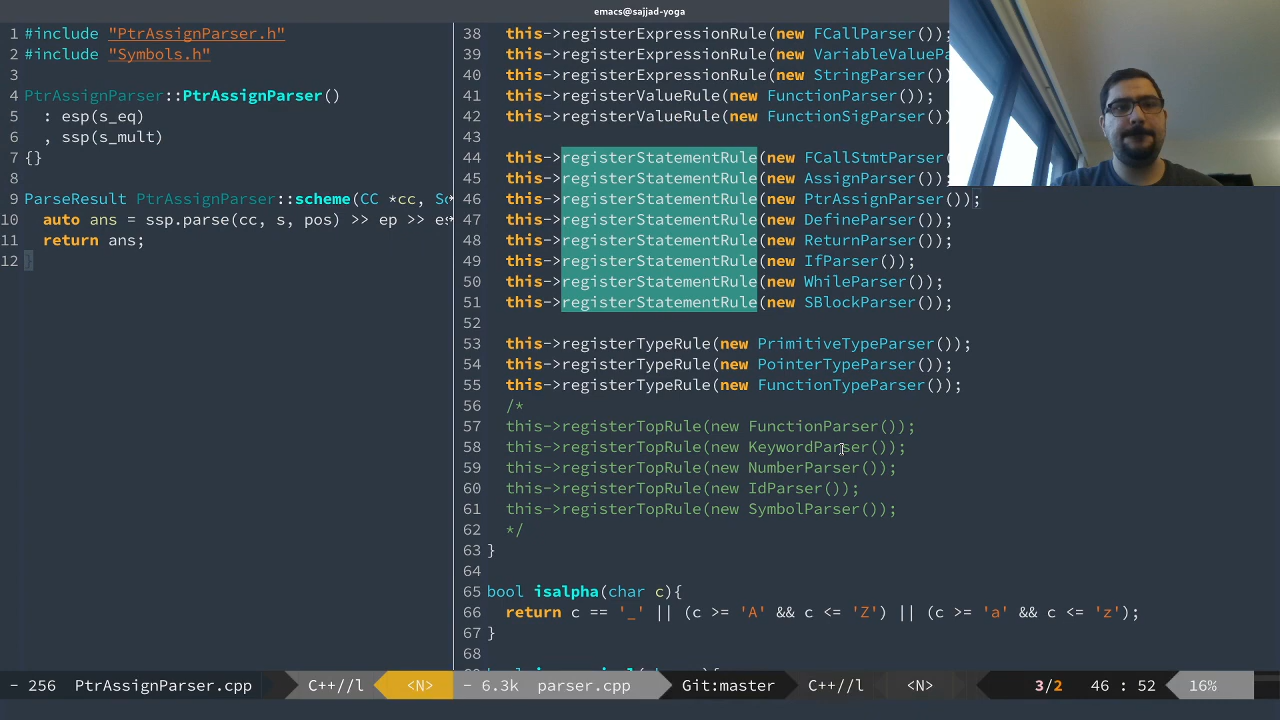 emacs@sajjad-yoga
1 #include "PtrAssignParser.h"
2 #include "Symbols.h"
3
4 PtrAssignParser::PtrAssignParser()
5 : esp(s_eq)
6 , ssp(s_mult)
7 {}
8
9 ParseResult PtrAssignParser::scheme(CC *cc, Sc
10 auto ans = ssp.parse(cc, s, pos) >> ep >> es
11 return ans;
12 }
38 this->registerExpressionRule(new FCallParser());
39 this->registerExpressionRule(new VariableValuePa
40 this->registerExpressionRule(new StringParser())
41 this->registerValueRule(new FunctionParser());
42 this->registerValueRule(new FunctionSigParser())
43
44 this->registerStatementRule(new FCallStmtParser(
45 this->registerStatementRule(new AssignParser());
46 this->registerStatementRule(new PtrAssignParser());
47 this->registerStatementRule(new DefineParser());
48 this->registerStatementRule(new ReturnParser());
49 this->registerStatementRule(new IfParser());
50 this->registerStatementRule(new WhileParser());
51 this->registerStatementRule(new SBlockParser());
52
53 this->registerTypeRule(new PrimitiveTypeParser());
54 this->registerTypeRule(new PointerTypeParser());
55 this->registerTypeRule(new FunctionTypeParser());
56 /*
57 this->registerTopRule(new FunctionParser());
58 this->registerTopRule(new KeywordParser());
59 this->registerTopRule(new NumberParser());
60 this->registerTopRule(new IdParser());
61 this->registerTopRule(new SymbolParser());
62 */
63 }
64
65 bool isalpha(char c){
66 return c == '_' || (c >= 'A' && c <= 'Z') || (c >= 'a' && c <= 'z');
67 }
68
- 256 PtrAssignParser.cpp C++//l <N>
- 6.3k parser.cpp Git:master C++//l <N> 3/2 46 : 52 16%